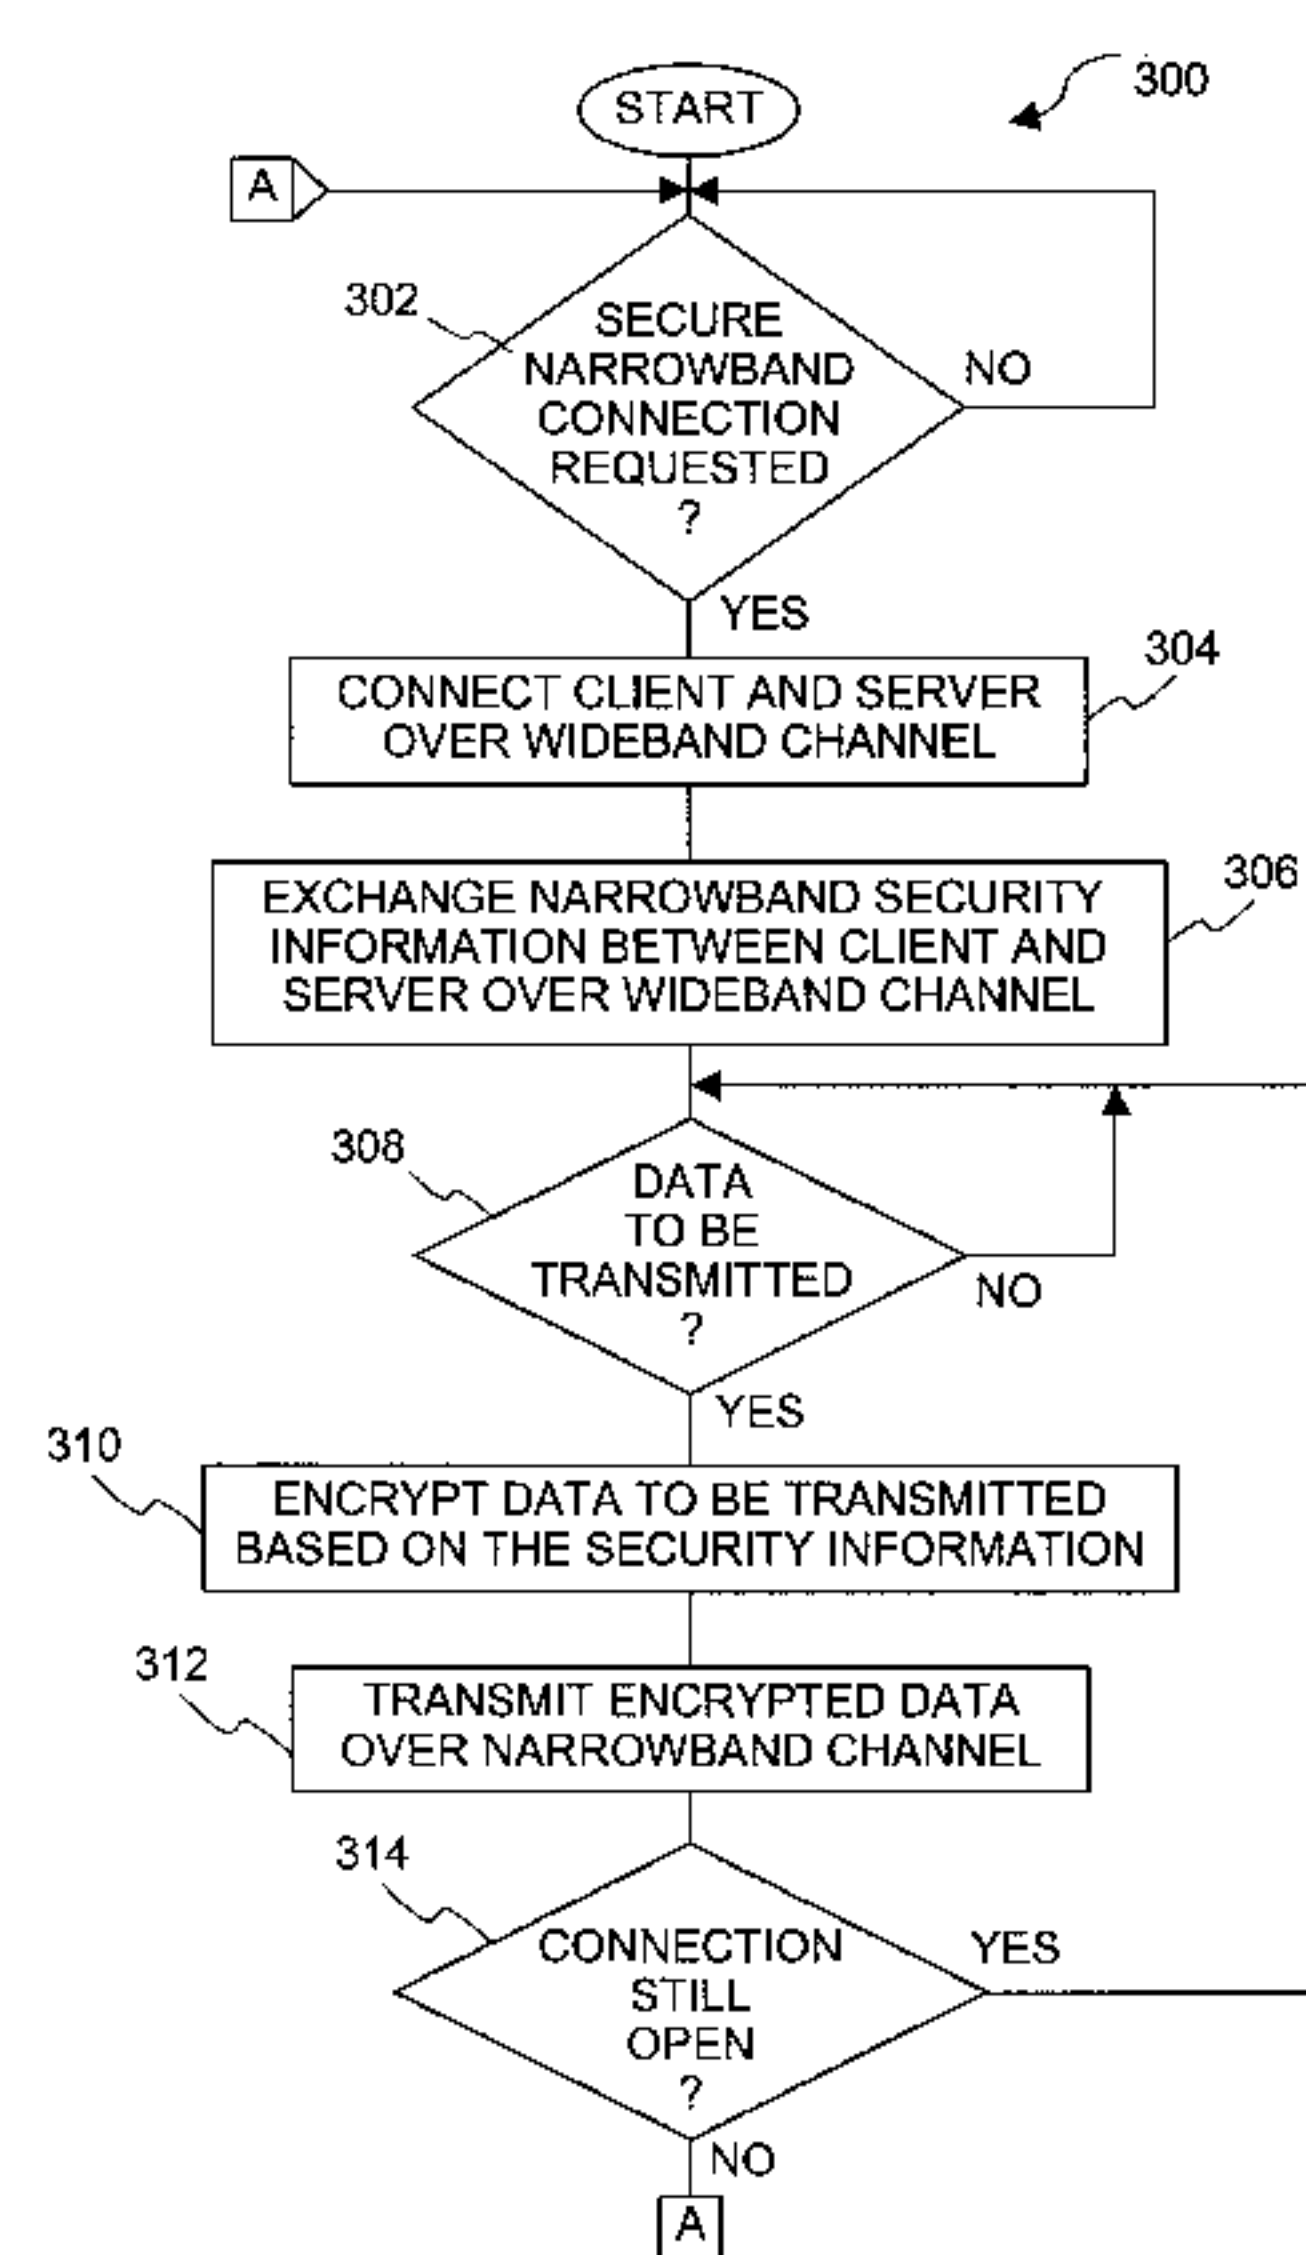 START
300
A
302
SECURE
NARROWBAND
CONNECTION
REQUESTED
?
NO
YES
304
CONNECT CLIENT AND SERVER
OVER WIDEBAND CHANNEL
306
EXCHANGE NARROWBAND SECURITY
INFORMATION BETWEEN CLIENT AND
SERVER OVER WIDEBAND CHANNEL
308
DATA
TO BE
TRANSMITTED
?
NO
YES
310
ENCRYPT DATA TO BE TRANSMITTED
BASED ON THE SECURITY INFORMATION
312
TRANSMIT ENCRYPTED DATA
OVER NARROWBAND CHANNEL
314
CONNECTION
STILL
OPEN
?
YES
NO
A